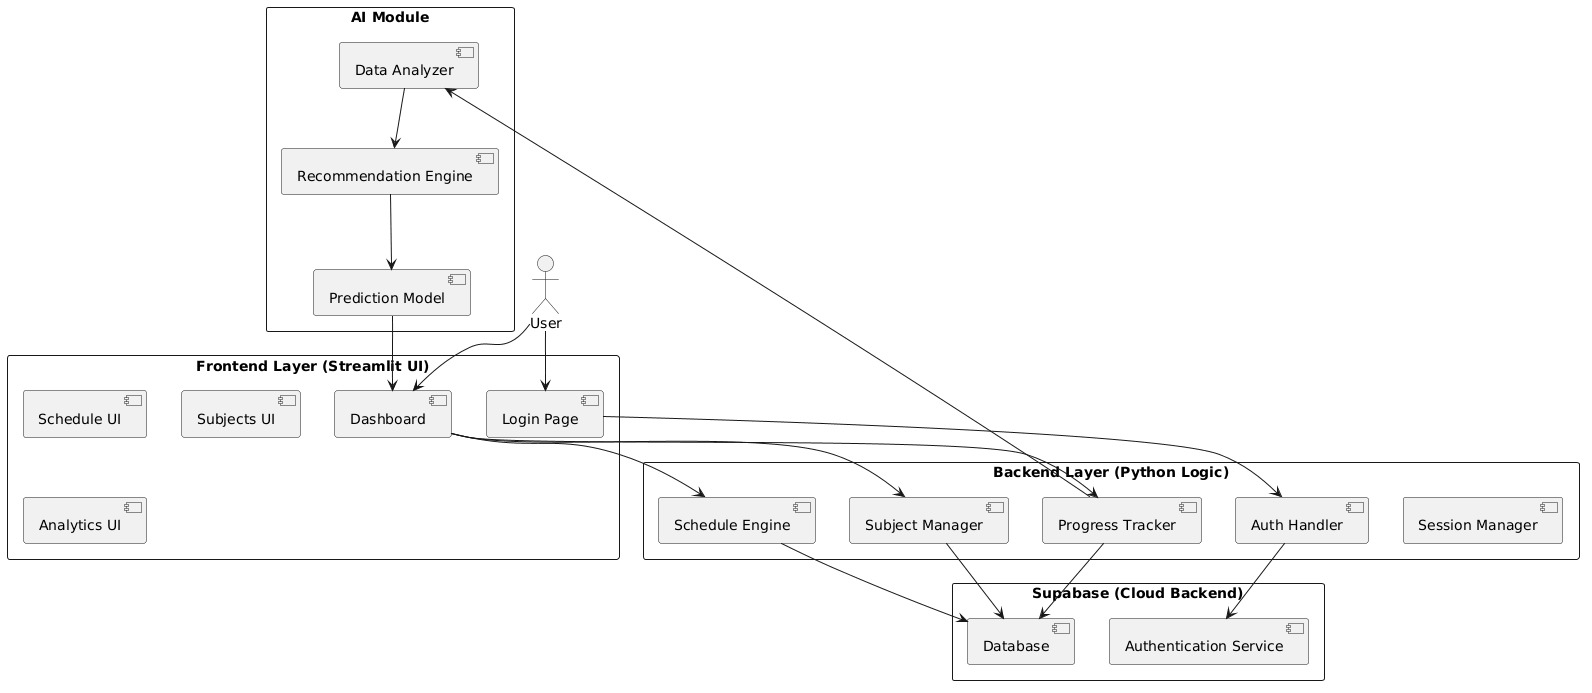 AI Module
Data Analyzer
Recommendation Engine
Prediction Model
User
Frontend Layer (Streamlit UI)
Schedule UI
Subjects UI
Dashboard
Login Page
Analytics UI
Backend Layer (Python Logic)
Schedule Engine
Subject Manager
Progress Tracker
Auth Handler
Session Manager
Supabase (Cloud Backend)
Database
Authentication Service